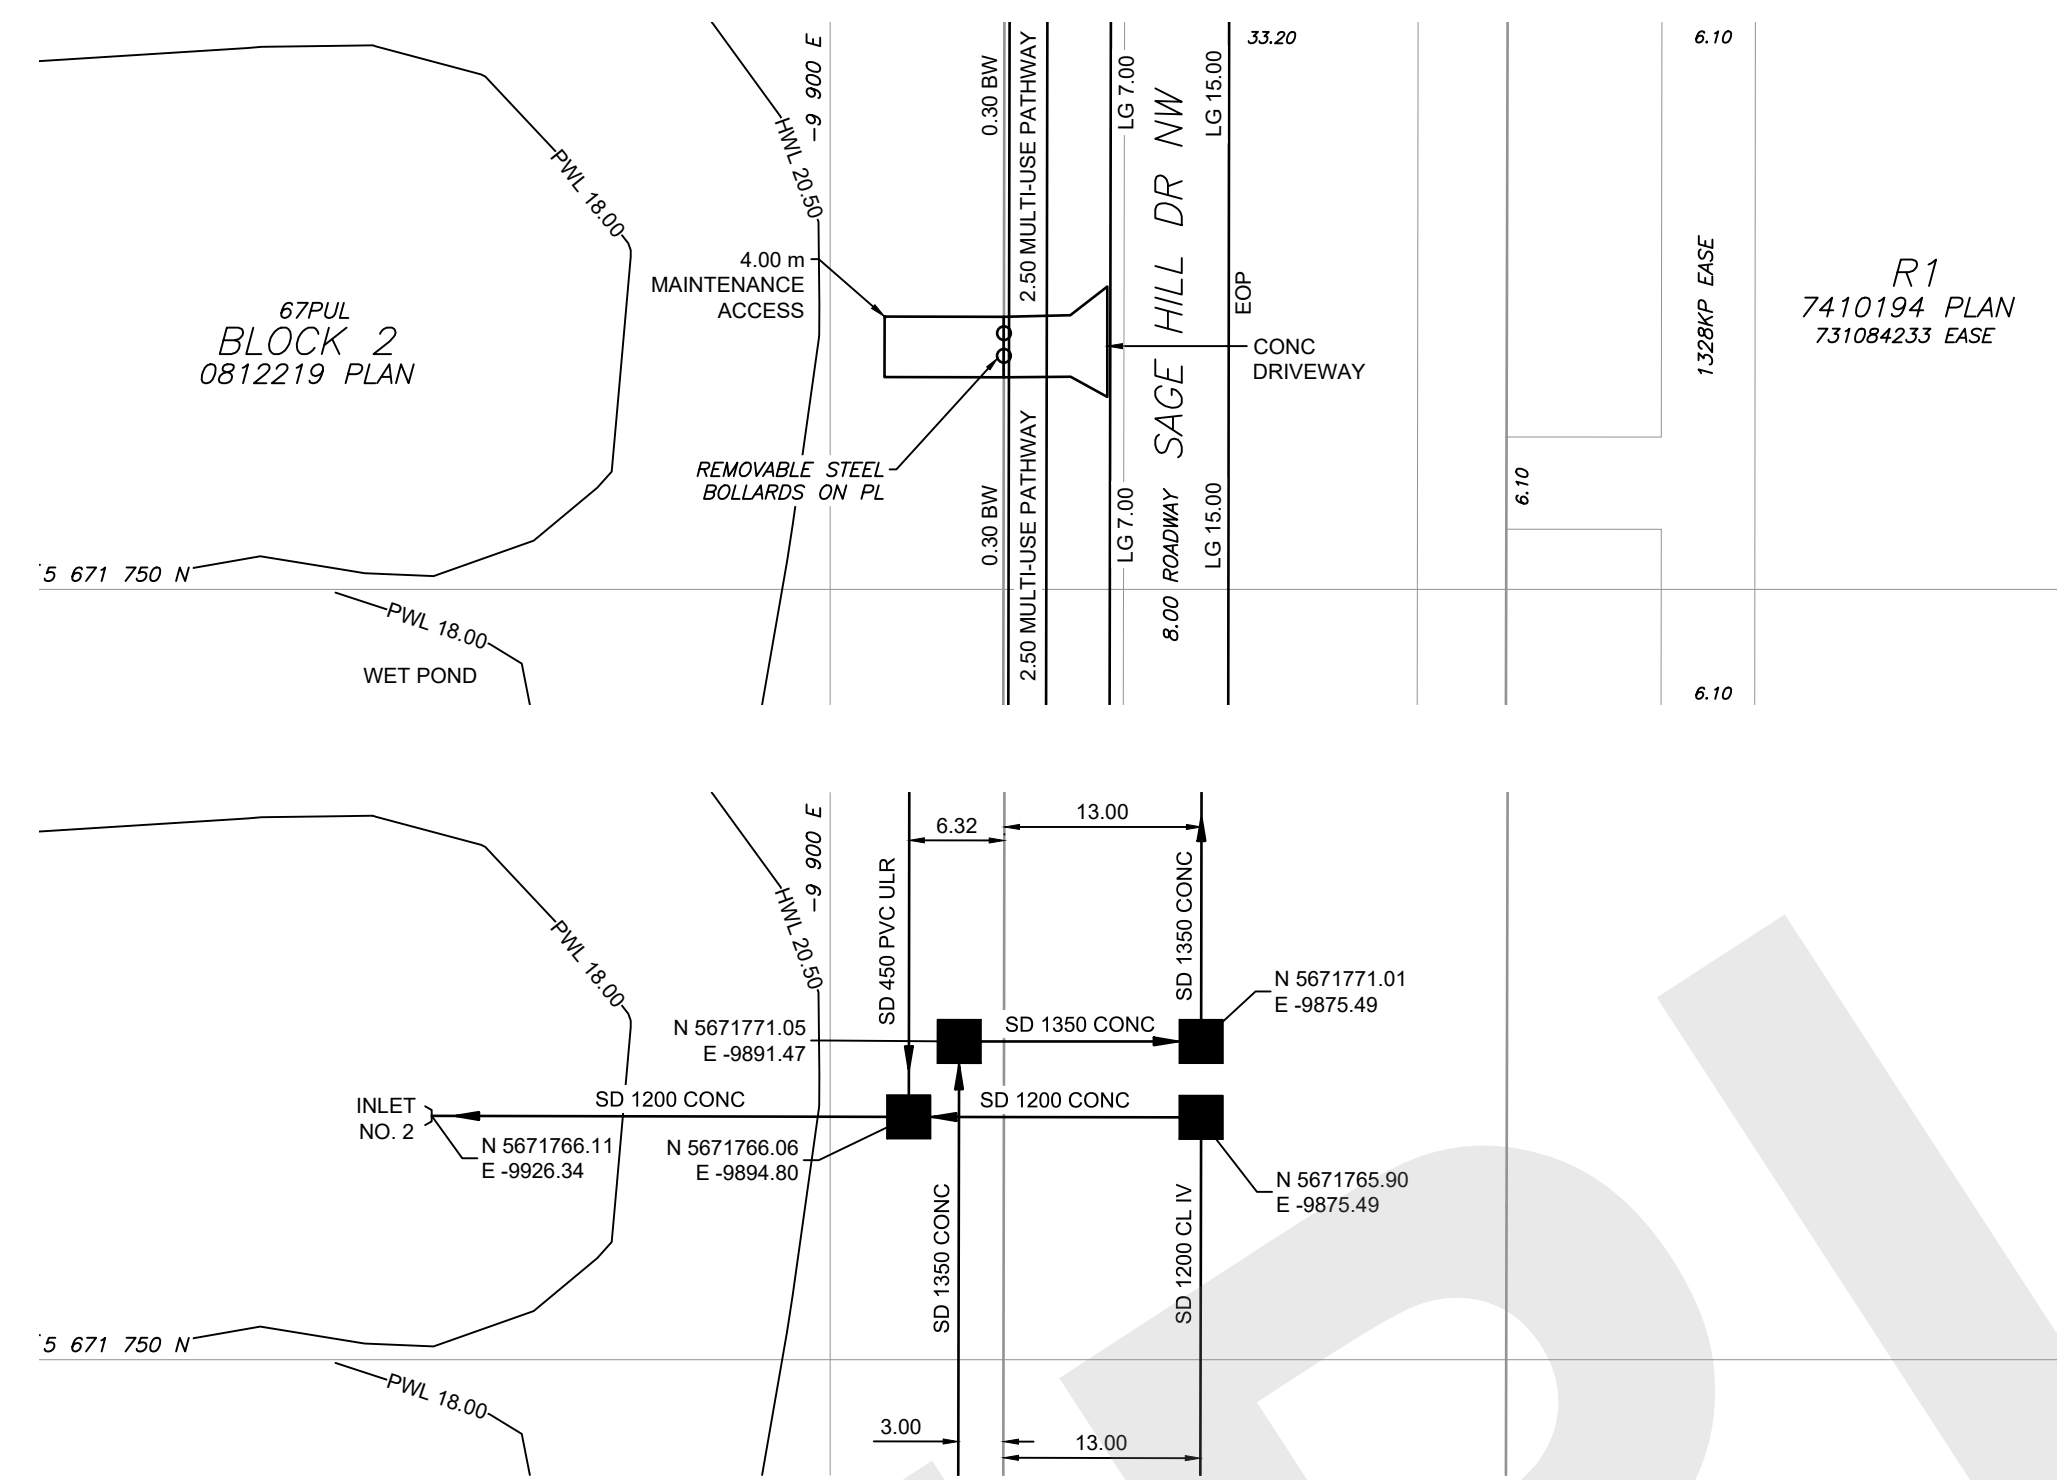 -9 900 E
HWL 20.50
PWL 18.00
0.30 BW
2.50 MULTI-USE PATHWAY
LG 7.00
SAGE HILL DR NW
LG 15.00
33.20
6.10
4.00 m
MAINTENANCE
ACCESS
EOP
1328KP EASE
R1
7410194 PLAN
731084233 EASE
67PUL
BLOCK 2
0812219 PLAN
CONC
DRIVEWAY
REMOVABLE STEEL
BOLLARDS ON PL
0.30 BW
2.50 MULTI-USE PATHWAY
LG 7.00
8.00 ROADWAY
LG 15.00
6.10
5 671 750 N
PWL 18.00
WET POND
6.10
-9 900 E
HWL 20.50
PWL 18.00
6.32
13.00
SD 450 PVC ULR
SD 1350 CONC
N 5671771.01
E -9875.49
N 5671771.05
E -9891.47
SD 1350 CONC
INLET
NO. 2
SD 1200 CONC
SD 1200 CONC
N 5671766.11
E -9926.34
N 5671766.06
E -9894.80
N 5671765.90
E -9875.49
SD 1350 CONC
SD 1200 CL IV
5 671 750 N
PWL 18.00
3.00
13.00